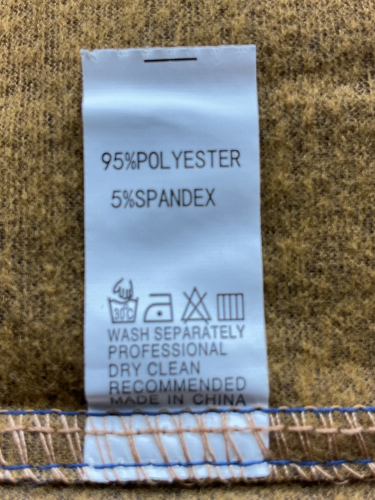 95%POLYESTER
5%SPANDEX
30°C
WASH SEPARATELY
PROFESSIONAL
DRY CLEAN
RECOMMENDED
MADE IN CHINA